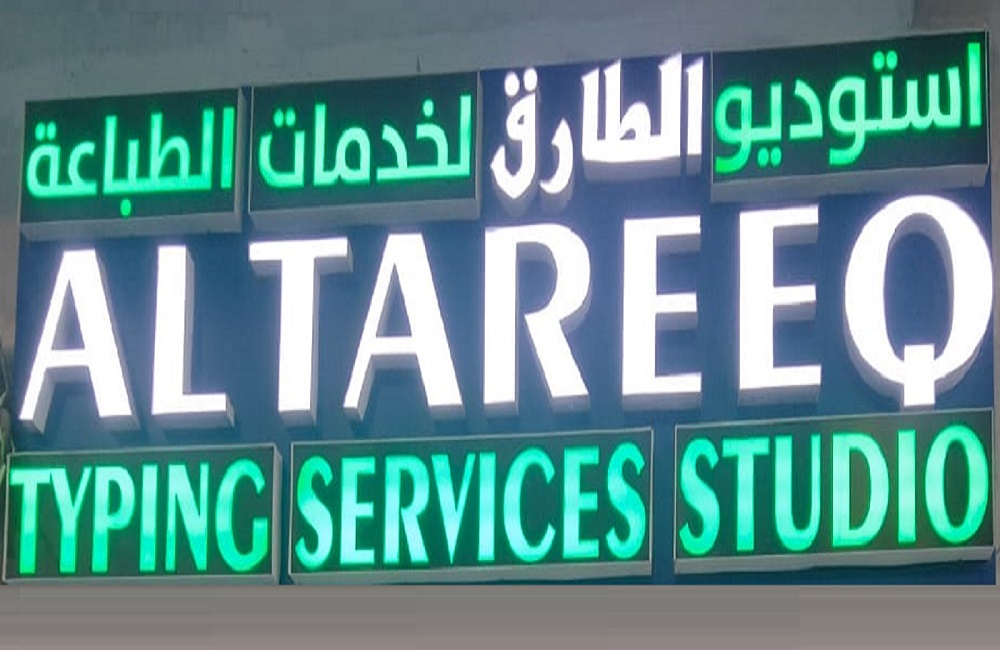 استوديو الطارق لخدمات الطباعة
ALTAREEQ
TYPING SERVICES STUDIO